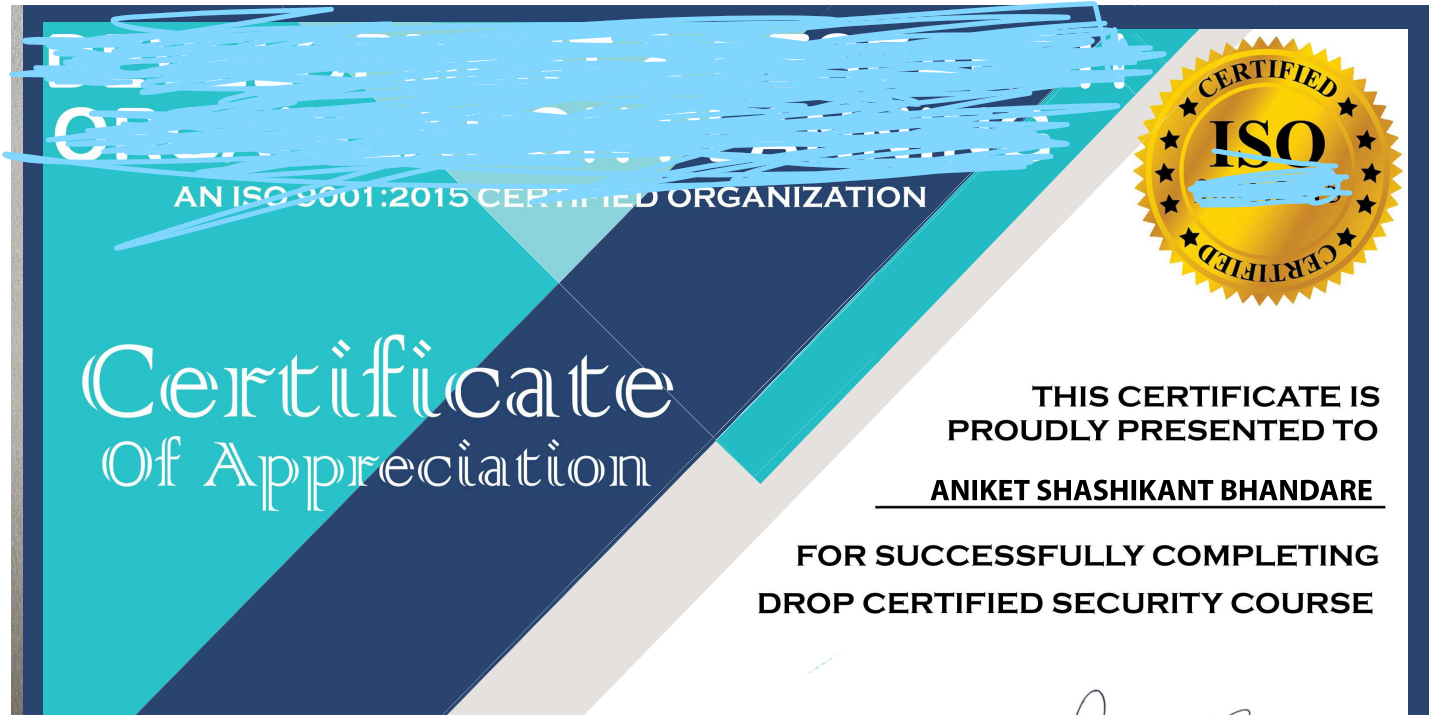 AN ISO 9001:2015 CERTIFIED ORGANIZATION
CERTIFIED
ISO
CERTIFIED
Certificate
Of Appreciation
THIS CERTIFICATE IS
PROUDLY PRESENTED TO
ANIKET SHASHIKANT BHANDARE
FOR SUCCESSFULLY COMPLETING
DROP CERTIFIED SECURITY COURSE